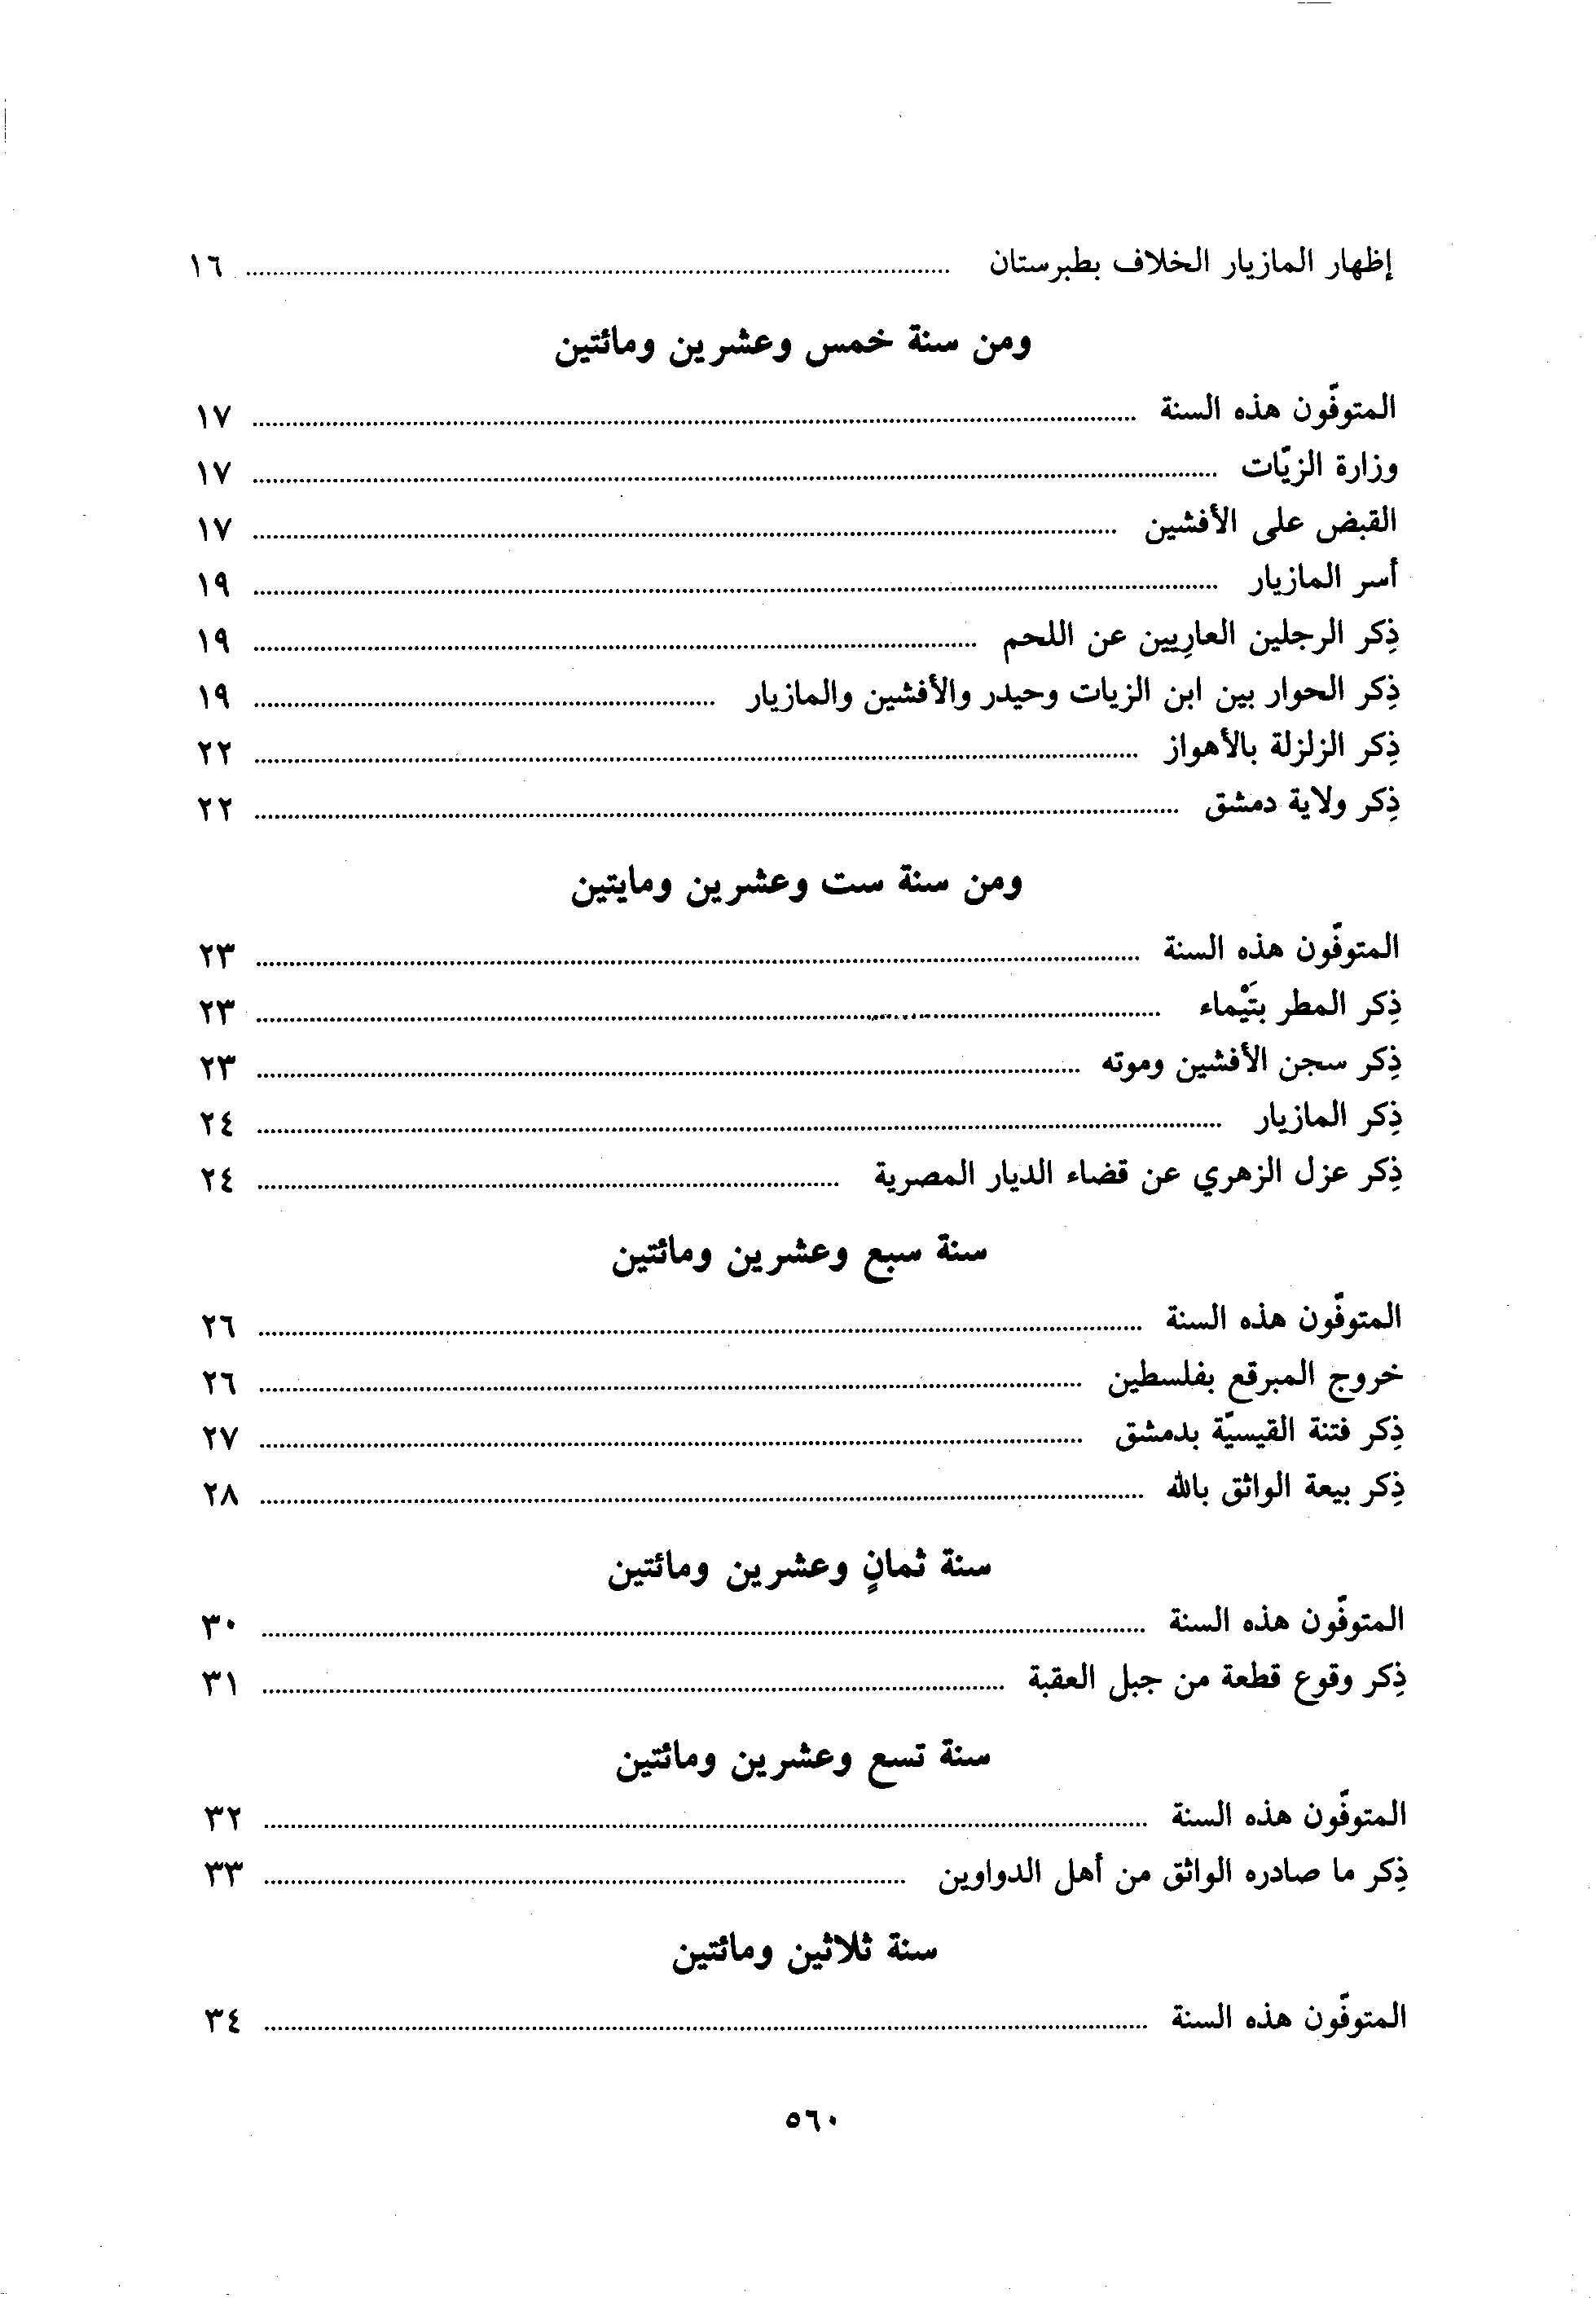 إظهار المازيار الخلاف بطبرستان ........ ١٦
ومن سنة خمس وعشرين ومائتين
المتوفّون هذه السنة ........ ١٧
وزارة الزيّات ........ ١٧
القبض على الأفشين ........ ١٧
أسر المازيار ........ ١٩
ذِكر الرجلين العارِيين عن اللحم ........ ١٩
ذِكر الحوار بين ابن الزيات وحيدر والأفشين والمازيار ........ ١٩
ذِكر الزلزلة بالأهواز ........ ٢٢
ذِكر ولاية دمشق ........ ٢٢
ومن سنة ست وعشرين ومايتين
المتوفّون هذه السنة ........ ٢٣
ذِكر المطر بتَيْماء ........ ٢٣
ذِكر سجن الأفشين وموته ........ ٢٣
ذِكر المازيار ........ ٢٤
ذِكر عزل الزهري عن قضاء الديار المصرية ........ ٢٤
سنة سبع وعشرين ومائتين
المتوفّون هذه السنة ........ ٢٦
خروج المبرقع بفلسطين ........ ٢٦
ذِكر فتنة القيسيّة بدمشق ........ ٢٧
ذِكر بيعة الواثق بالله ........ ٢٨
سنة ثمانٍ وعشرين ومائتين
المتوفّون هذه السنة ........ ٣٠
ذِكر وقوع قطعة من جبل العقبة ........ ٣١
سنة تسع وعشرين ومائتين
المتوفّون هذه السنة ........ ٣٢
ذِكر ما صادره الواثق من أهل الدواوين ........ ٣٣
سنة ثلاثين ومائتين
المتوفّون هذه السنة ........ ٣٤
٥٦٠